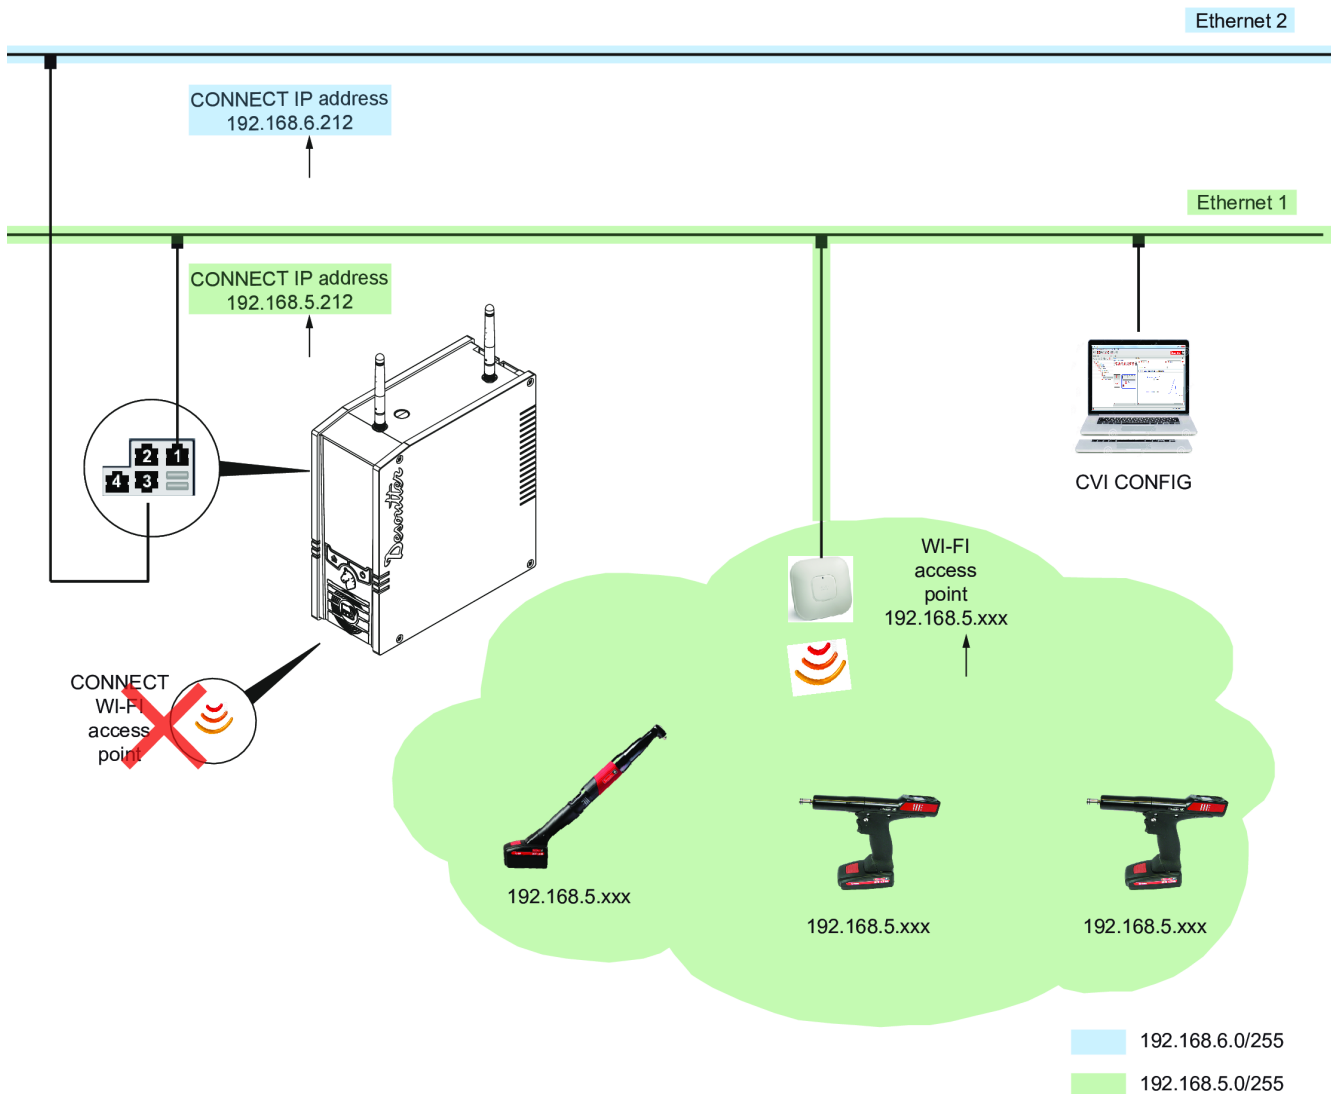 Ethernet 2
CONNECT IP address
192.168.6.212
Ethernet 1
CONNECT IP address
192.168.5.212
2
1
4
3
Desoutter
CVI CONFIG
WI-FI
access
point
192.168.5.xxx
CONNECT
WI-FI
access
point
192.168.5.xxx
192.168.5.xxx
192.168.5.xxx
192.168.6.0/255
192.168.5.0/255